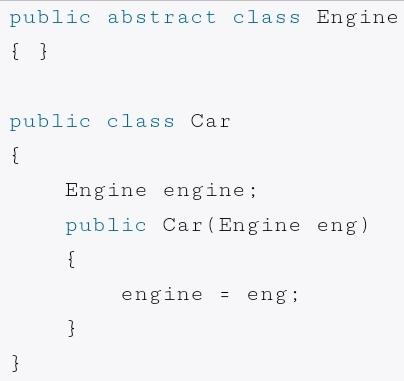 public abstract class Engine
{ }
public class Car
{
Engine engine;
public Car(Engine eng)
{
engine = eng;
}
}